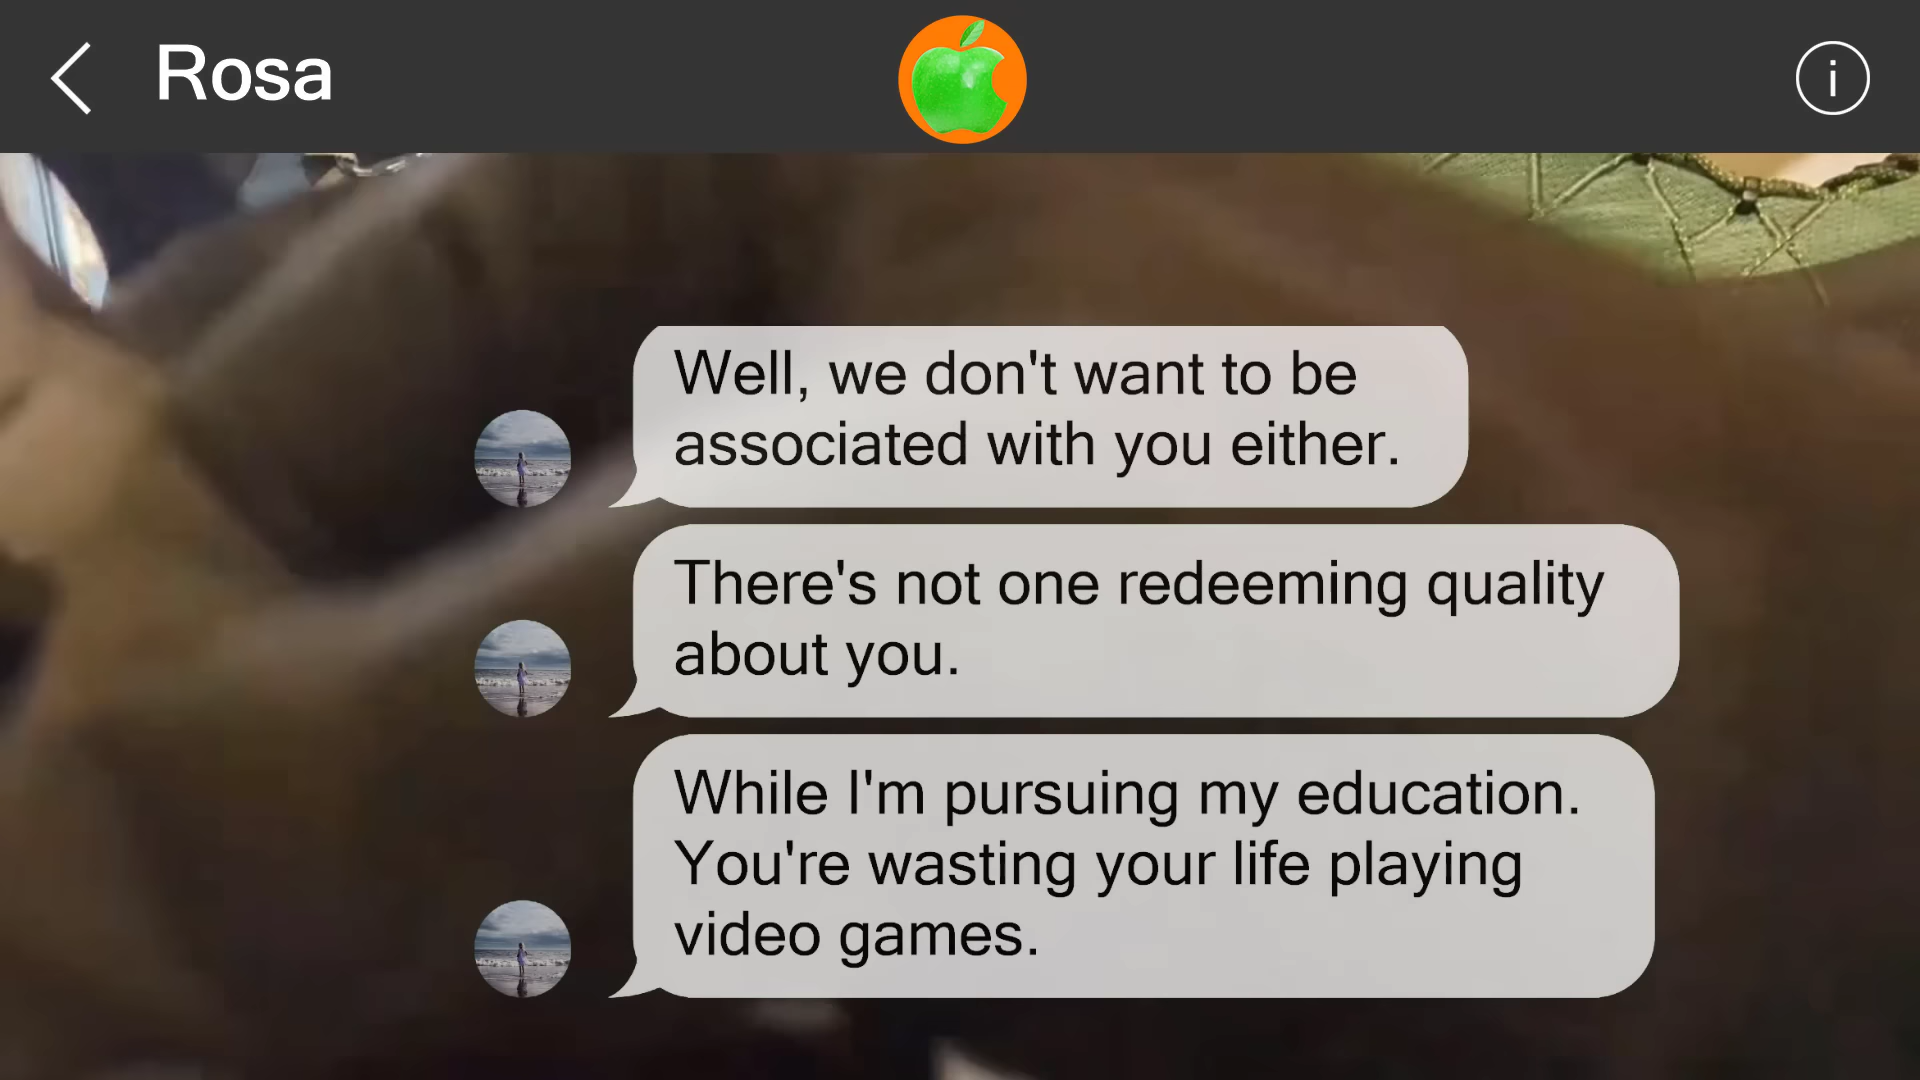 Rosa
Well, we don't want to be
associated with you either.
There's not one redeeming quality
about you.
While I'm pursuing my education.
You're wasting your life playing
video games.